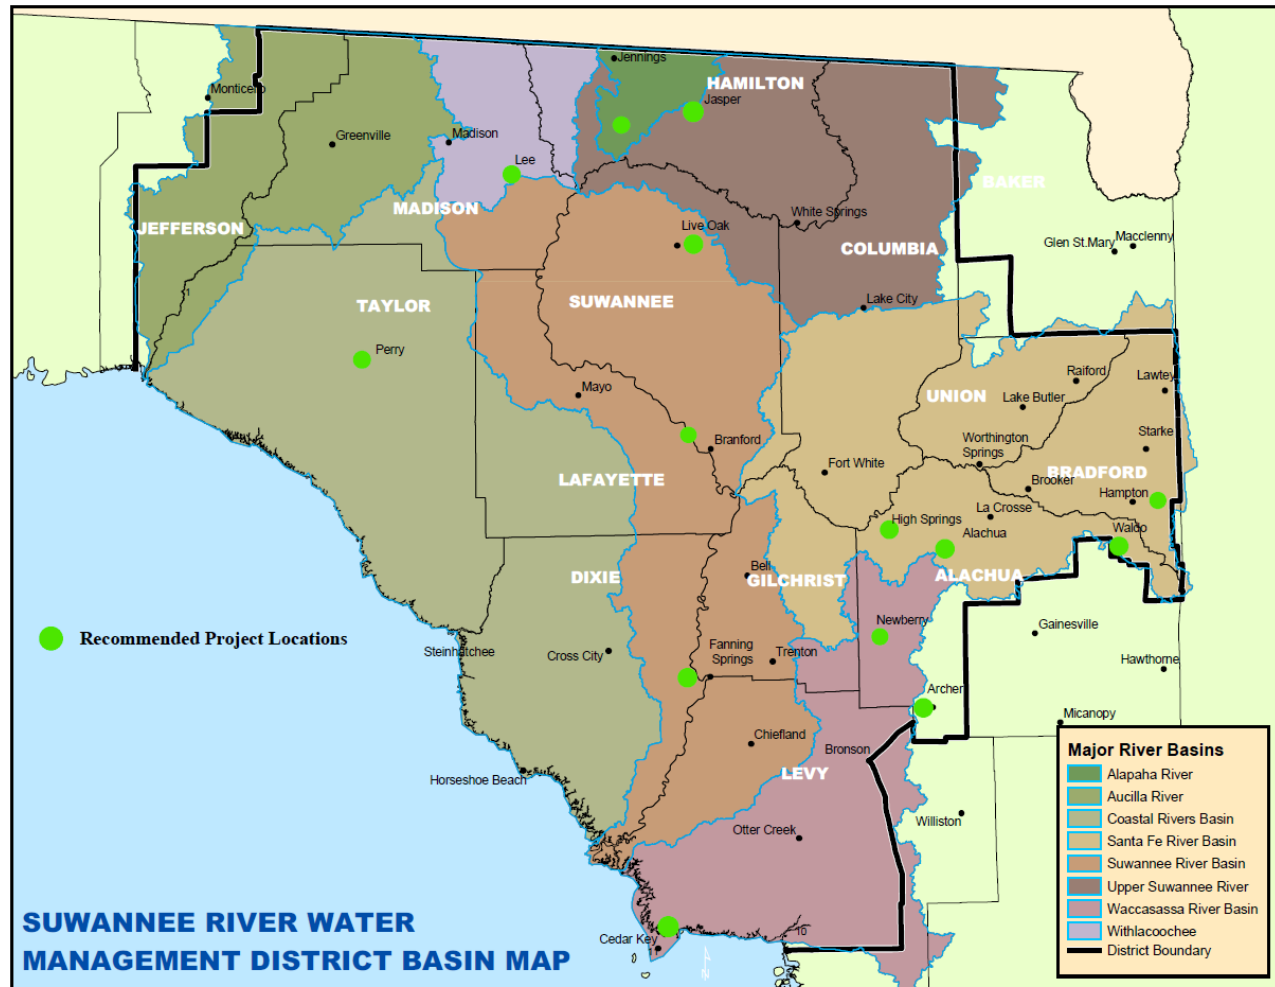 Jennings
HAMILTON
Jasper
Monticello
Greenville
Madison
Lee
BAKER
MADISON
JEFFERSON
White Springs
Live Oak
COLUMBIA
Glen St.Mary
Macclenny
SUWANNEE
TAYLOR
1
Lake City
Perry
Mayo
Raiford
Lawtey
UNION
Lake Butler
Branford
Worthington
Springs
Starke
Fort White
BRADFORD
LAFAYETTE
Brooker
Hampton
High Springs
La Crosse
Alachua
Waldo
DIXIE
Bell
GILCHRIST
ALACHUA
Recommended Project Locations
Newberry
Gainesville
Steinhatchee
Cross City
Fanning
Springs
Trenton
Hawthorne
Archer
Micanopy
Chiefland
Bronson
Horseshoe Beach
LEVY
Williston
Otter Creek
Cedar Key
10
SUWANNEE RIVER WATER
MANAGEMENT DISTRICT BASIN MAP
Major River Basins
Alapaha River
Aucilla River
Coastal Rivers Basin
Santa Fe River Basin
Suwannee River Basin
Upper Suwannee River
Waccasassa River Basin
Withlacoochee
District Boundary